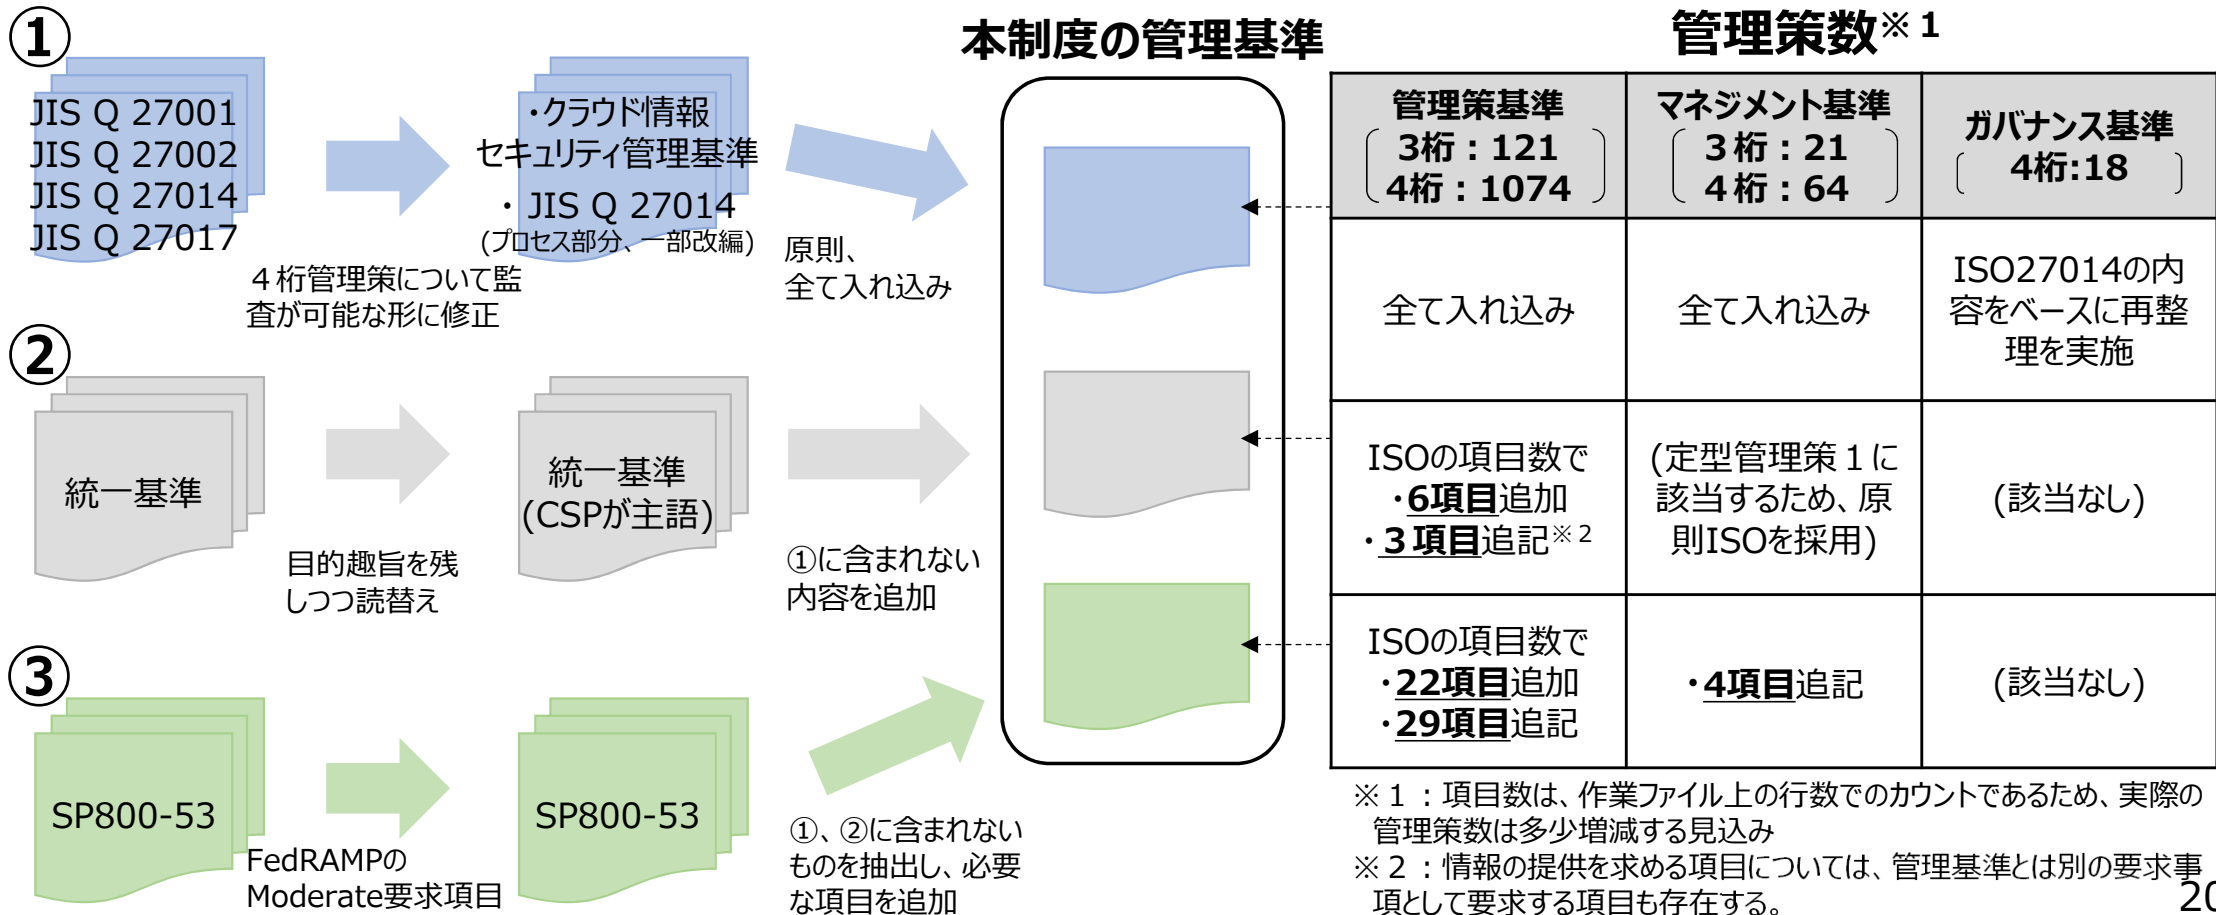 ①
JIS Q 27001
JIS Q 27002
JIS Q 27014
JIS Q 27017
４桁管理策について監
査が可能な形に修正
・クラウド情報
セキュリティ管理基準
・ JIS Q 27014
(プロセス部分、一部改編)
原則、
全て入れ込み
②
統一基準
目的趣旨を残
しつつ読替え
統一基準
(CSPが主語)
①に含まれない
内容を追加
③
SP800-53
FedRAMPの
Moderate要求項目
SP800-53
①、②に含まれない
ものを抽出し、必要
な項目を追加
本制度の管理基準
管理策数※１
管理策基準
3桁：121
4桁：1074
マネジメント基準
３桁：21
４桁：64
ガバナンス基準
4桁:18
全て入れ込み
全て入れ込み
ISO27014の内
容をベースに再整
理を実施
ISOの項目数で
・6項目追加
・３項目追記※２
(定型管理策１に
該当するため、原
則ISOを採用)
(該当なし)
ISOの項目数で
・22項目追加
・29項目追記
・4項目追記
(該当なし)
※１：項目数は、作業ファイル上の行数でのカウントであるため、実際の
管理策数は多少増減する見込み
※２：情報の提供を求める項目については、管理基準とは別の要求事
項として要求する項目も存在する。
20